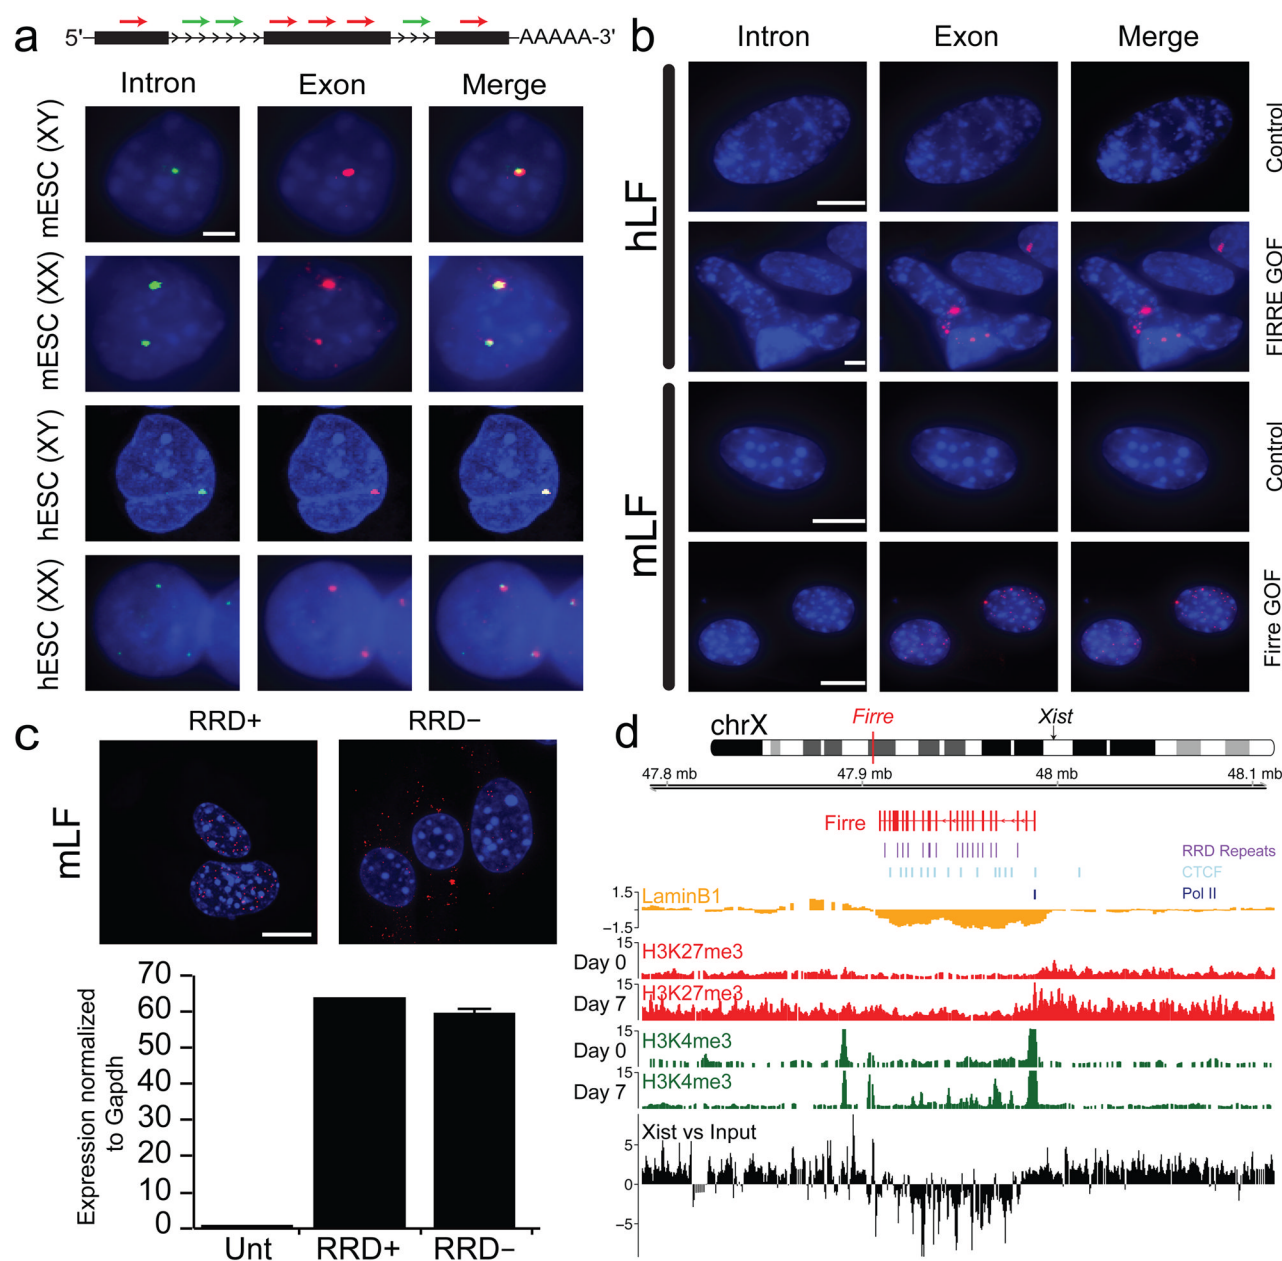 a
5'
AAAAA-3'
Intron Exon Merge
mESC (XY)
mESC (XX)
hESC (XY)
hESC (XX)
b
Intron Exon Merge
hLF
Control
FIRRE GOF
mLF
Control
Firre GOF
c
RRD+ RRD−
mLF
Expression normalized
to Gapdh
70
60
50
40
30
20
10
0
Unt RRD+ RRD−
d
chrX
Firre
Xist
47.8 mb 47.9 mb 48 mb 48.1 mb
Firre
RRD Repeats
CTCF
Pol II
1.5
LaminB1
−1.5
15
H3K27me3
Day 0
15
H3K27me3
Day 7
15
H3K4me3
Day 0
15
H3K4me3
Day 7
Xist vs Input
5
0
−5